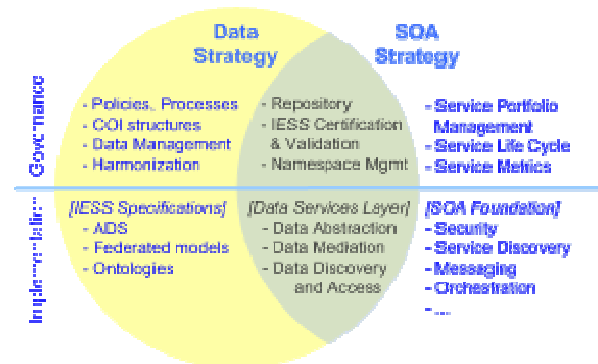 Data
Strategy
SOA
Strategy
Governance
- Policies, Processes
- COI structures
- Data Management
- Harmonization
- Repository
- IESS Certification
& Validation
- Namespace Mgmt
- Service Portfolio
Management
- Service Life Cycle
- Service Metrics
[IESS Specifications]
- AIDS
- Federated models
- Ontologies
[Data Services Layer]
- Data Abstraction
- Data Mediation
- Data Discovery
and Access
[SOA Foundation]
- Security
- Service Discovery
- Messaging
- Orchestration
- ....